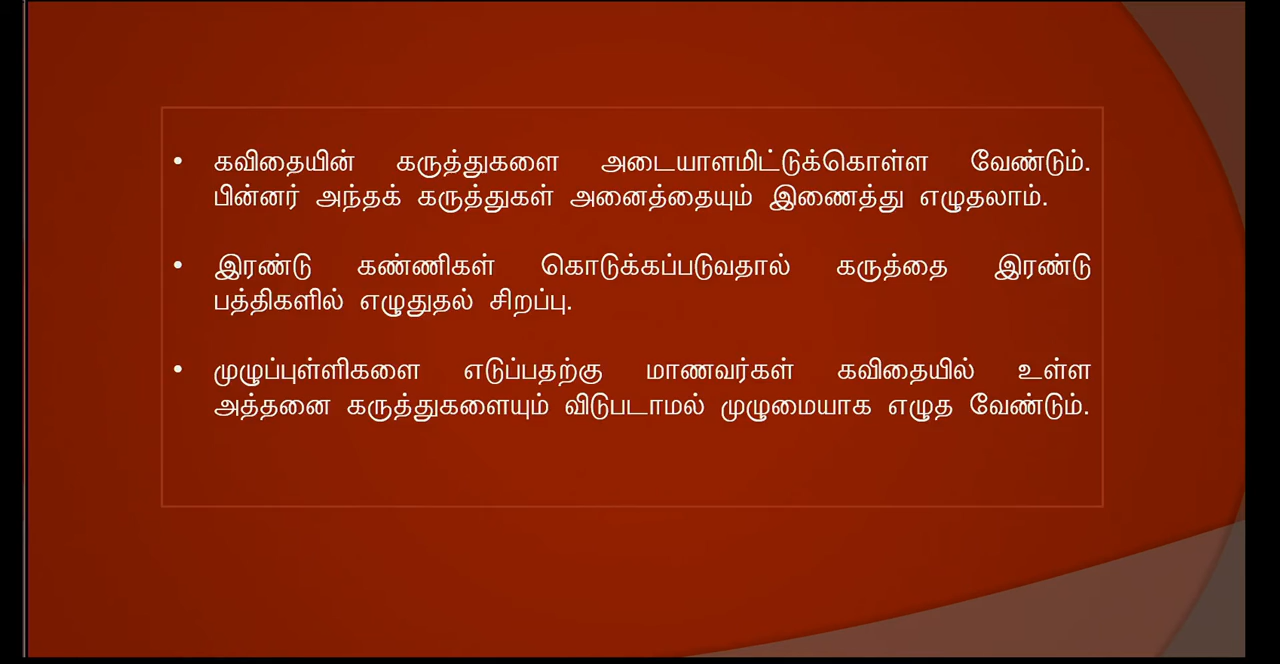 • கவிதையின் கருத்துகளை அடையாளமிட்டுக்கொள்ள வேண்டும்.
பின்னர் அந்தக் கருத்துகள் அனைத்தையும் இணைத்து எழுதலாம்.
• இரண்டு கண்ணிகள் கொடுக்கப்படுவதால் கருத்தை இரண்டு
பத்திகளில் எழுதுதல் சிறப்பு.
• முழுப்புள்ளிகளை எடுப்பதற்கு மாணவர்கள் கவிதையில் உள்ள
அத்தனை கருத்துகளையும் விடுபடாமல் முழுமையாக எழுத வேண்டும்.